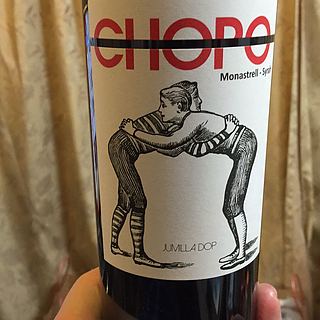 CHOPO
Monastrell - Syrah
JUMILLA DOP